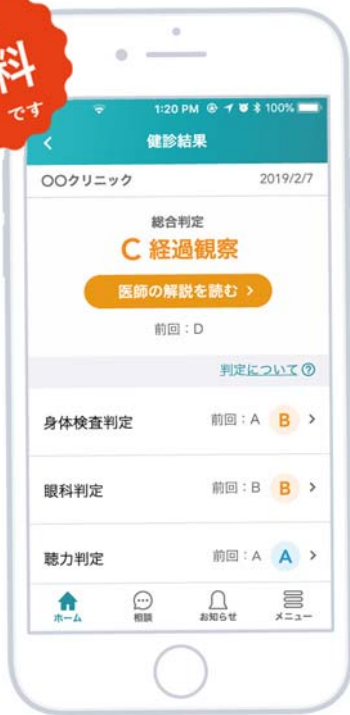 料
です
1:20 PM 100%
健診結果
〇〇クリニック 2019/2/7
総合判定
C 経過観察
医師の解説を読む
前回：D
判定について
身体検査判定 前回：A B
眼科判定 前回：B B
聴力判定 前回：A A
ホーム 相談 お知らせ メニュー